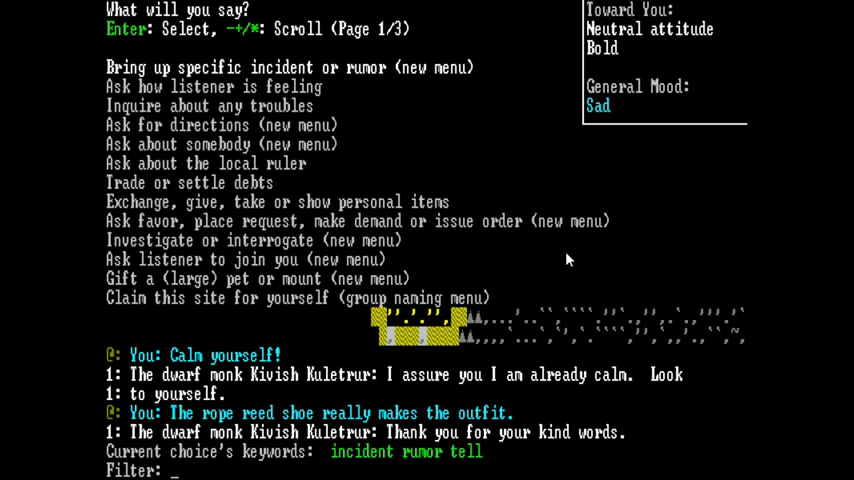 What will you say?
Enter: Select, -+/*: Scroll (Page 1/3)
Toward You:
Neutral attitude
Bold
General Mood:
Sad
Bring up specific incident or rumor (new menu)
Ask how listener is feeling
Inquire about any troubles
Ask for directions (new menu)
Ask about somebody (new menu)
Ask about the local ruler
Trade or settle debts
Exchange, give, take or show personal items
Ask favor, place request, make demand or issue order (new menu)
Investigate or interrogate (new menu)
Ask listener to join you (new menu)
Gift a (large) pet or mount (new menu)
Claim this site for yourself (group naming menu)
@: You: Calm yourself!
1: The dwarf monk Kivish Kuletrur: I assure you I am already calm.  Look
1: to yourself.
@: You: The rope reed shoe really makes the outfit.
1: The dwarf monk Kivish Kuletrur: Thank you for your kind words.
Current choice's keywords:  incident rumor tell
Filter: _